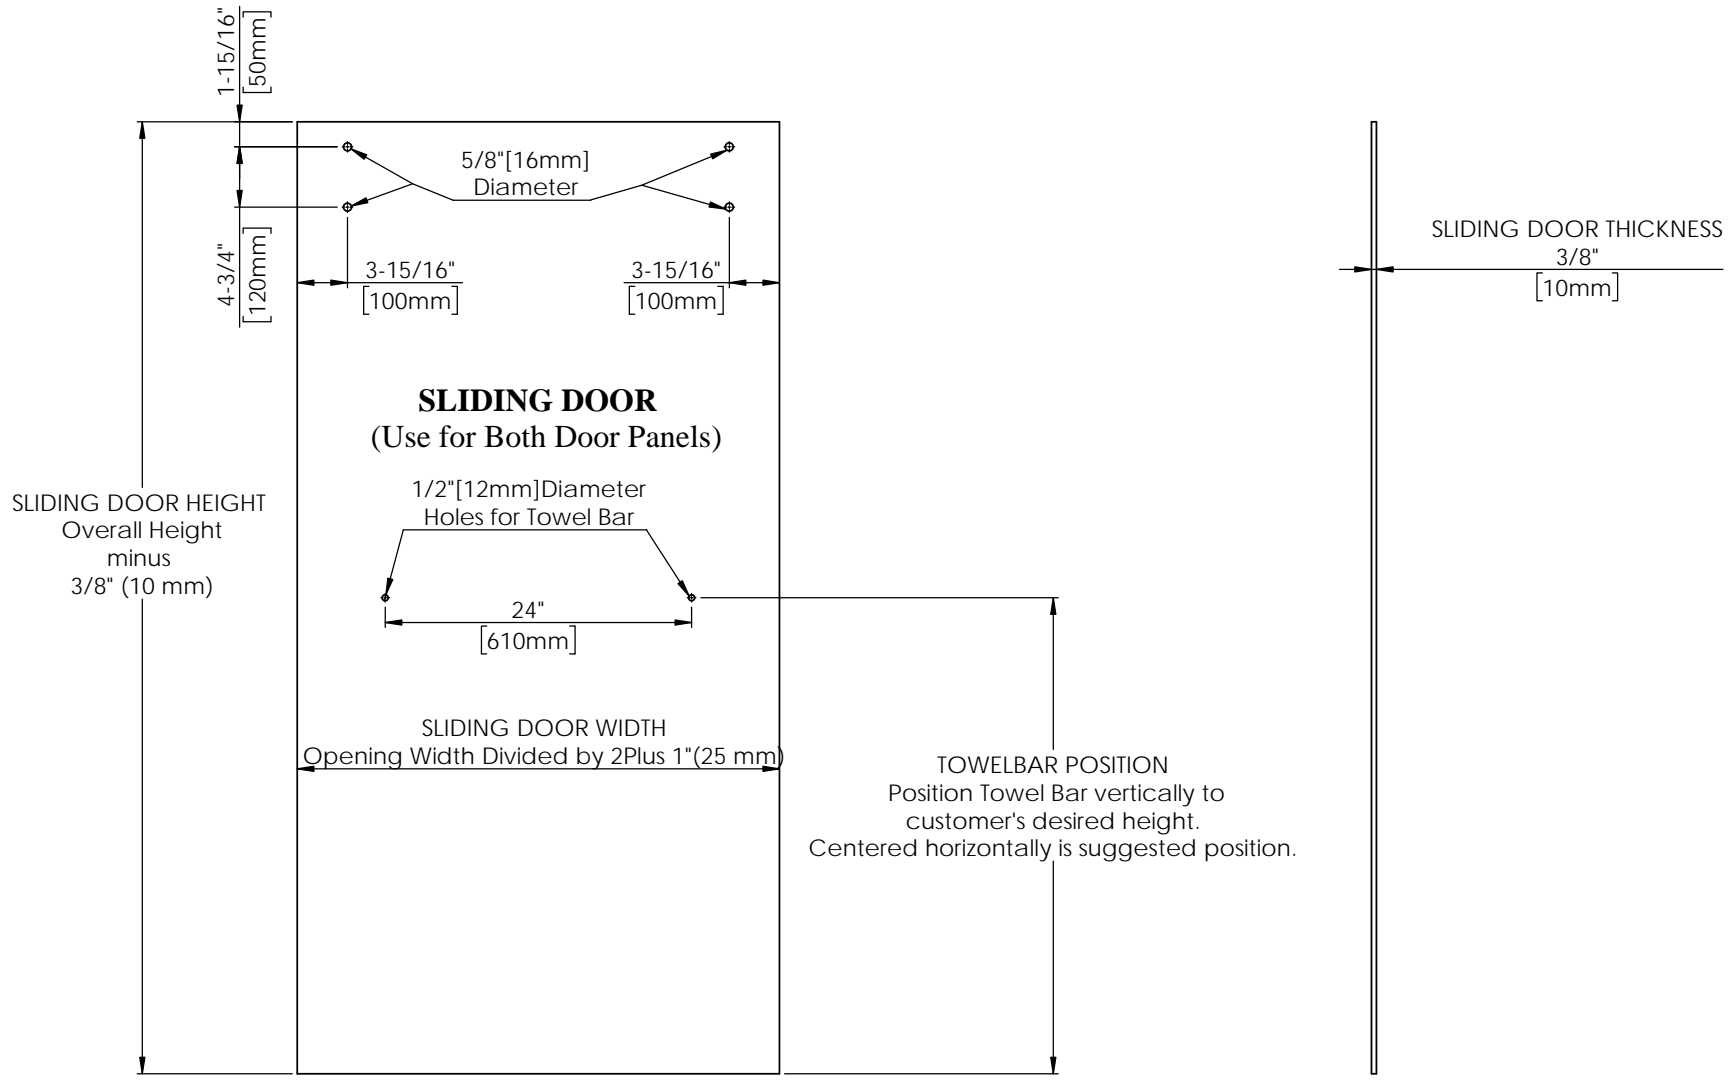 1-15/16"
[50mm]
5/8"[16mm]
Diameter
4-3/4"
[120mm]
3-15/16"
[100mm]
3-15/16"
[100mm]
SLIDING DOOR THICKNESS
3/8"
[10mm]
SLIDING DOOR
(Use for Both Door Panels)
1/2"[12mm]Diameter
Holes for Towel Bar
SLIDING DOOR HEIGHT
Overall Height
minus
3/8" (10 mm)
24"
[610mm]
SLIDING DOOR WIDTH
Opening Width Divided by 2Plus 1"(25 mm)
TOWELBAR POSITION
Position Towel Bar vertically to
customer's desired height.
Centered horizontally is suggested position.